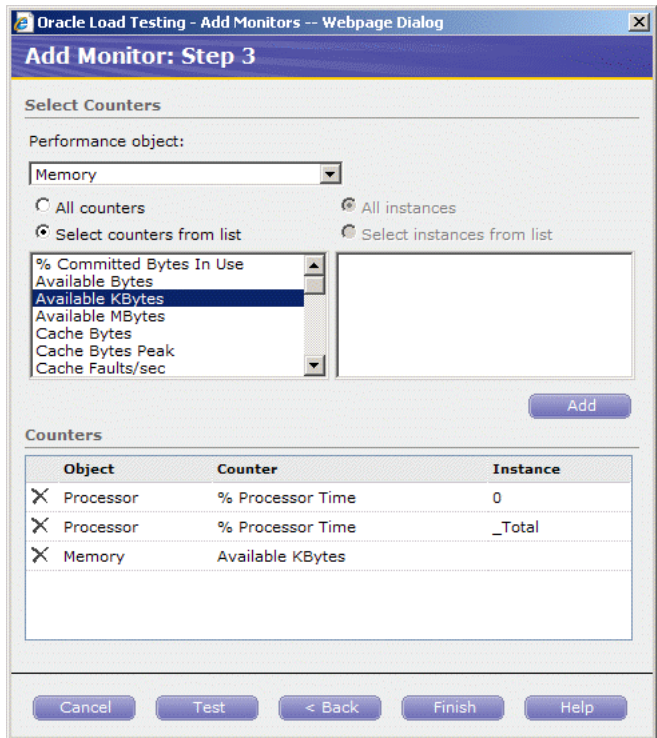 Oracle Load Testing - Add Monitors -- Webpage Dialog
Add Monitor: Step 3
Select Counters
Performance object:
Memory
All counters
All instances
Select counters from list
Select instances from list
% Committed Bytes In Use
Available Bytes
Available KBytes
Available MBytes
Cache Bytes
Cache Bytes Peak
Cache Faults/sec
Add
Counters
Object Counter Instance
Processor % Processor Time 0
Processor % Processor Time _Total
Memory Available KBytes
Cancel Test < Back Finish Help